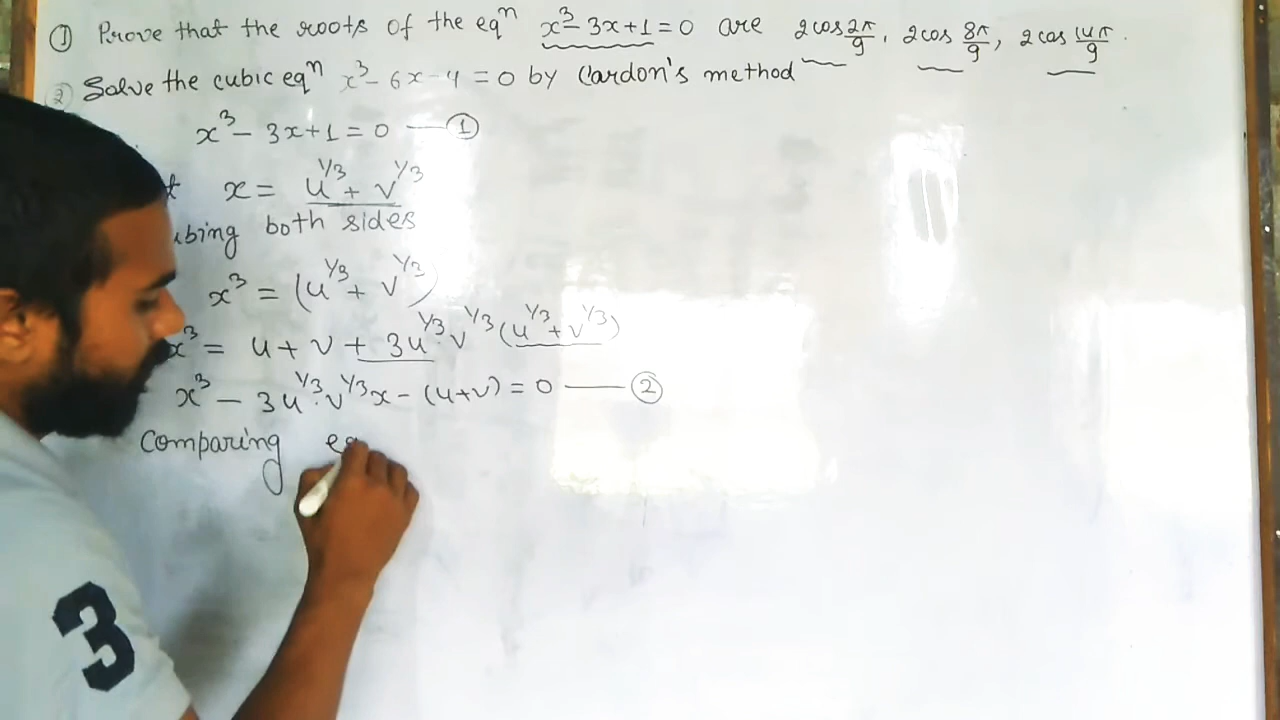 ① Prove that the roots of the eqⁿ x³ - 3x + 1 = 0 are 2cos 2π/9, 2cos 8π/9, 2cos 14π/9.
② Solve the cubic eqⁿ x³ - 6x - 4 = 0 by Cardon's method
x³ - 3x + 1 = 0 — ①
x = u^1/3 + v^1/3
both sides
x³ = (u^1/3 + v^1/3)
x³ = u + v + 3u^1/3 · v^1/3 (u^1/3 + v^1/3)
x³ - 3u^1/3 · v^1/3 x - (u+v) = 0 — ②
Comparing eq
3